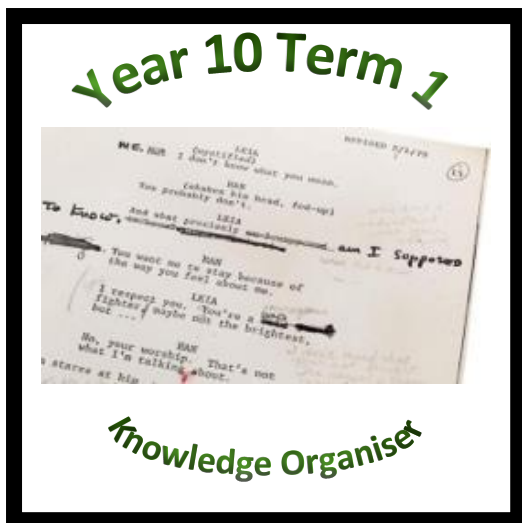 Year 10 Term 1
LEIA
REVISED
(mystified)
I don't know what you mean.
HAN
(shakes his head, fed-up)
You probably don't.
LEIA
And what precisely am I supposed
To know.
HAN
You want me to stay because of
the way you feel about me.
LEIA
I respect you. You're a
fighter, maybe not the brightest,
but ...
HAN
No, your worship. That's not
what I'm talking about.
stares at him
Knowledge Organiser